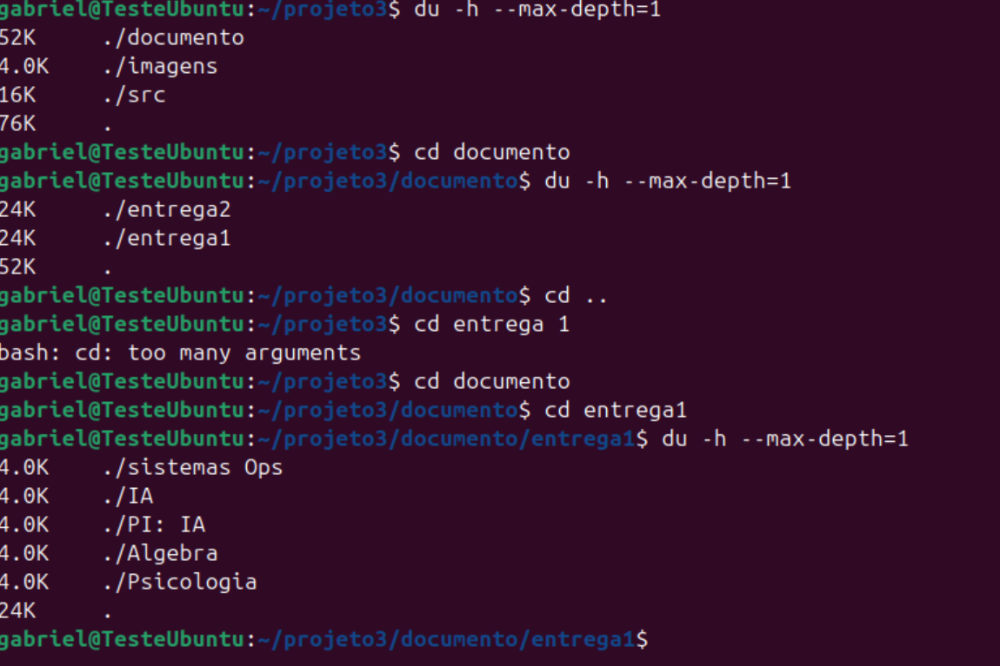 gabriel@TesteUbuntu:~/projeto3$ du -h --max-depth=1
52K ./documento
4.0K ./imagens
16K ./src
76K .
gabriel@TesteUbuntu:~/projeto3$ cd documento
gabriel@TesteUbuntu:~/projeto3/documento$ du -h --max-depth=1
24K ./entrega2
24K ./entrega1
52K .
gabriel@TesteUbuntu:~/projeto3/documento$ cd ..
gabriel@TesteUbuntu:~/projeto3$ cd entrega 1
bash: cd: too many arguments
gabriel@TesteUbuntu:~/projeto3$ cd documento
gabriel@TesteUbuntu:~/projeto3/documento$ cd entrega1
gabriel@TesteUbuntu:~/projeto3/documento/entrega1$ du -h --max-depth=1
4.0K ./sistemas Ops
4.0K ./IA
4.0K ./PI: IA
4.0K ./Algebra
4.0K ./Psicologia
24K .
gabriel@TesteUbuntu:~/projeto3/documento/entrega1$